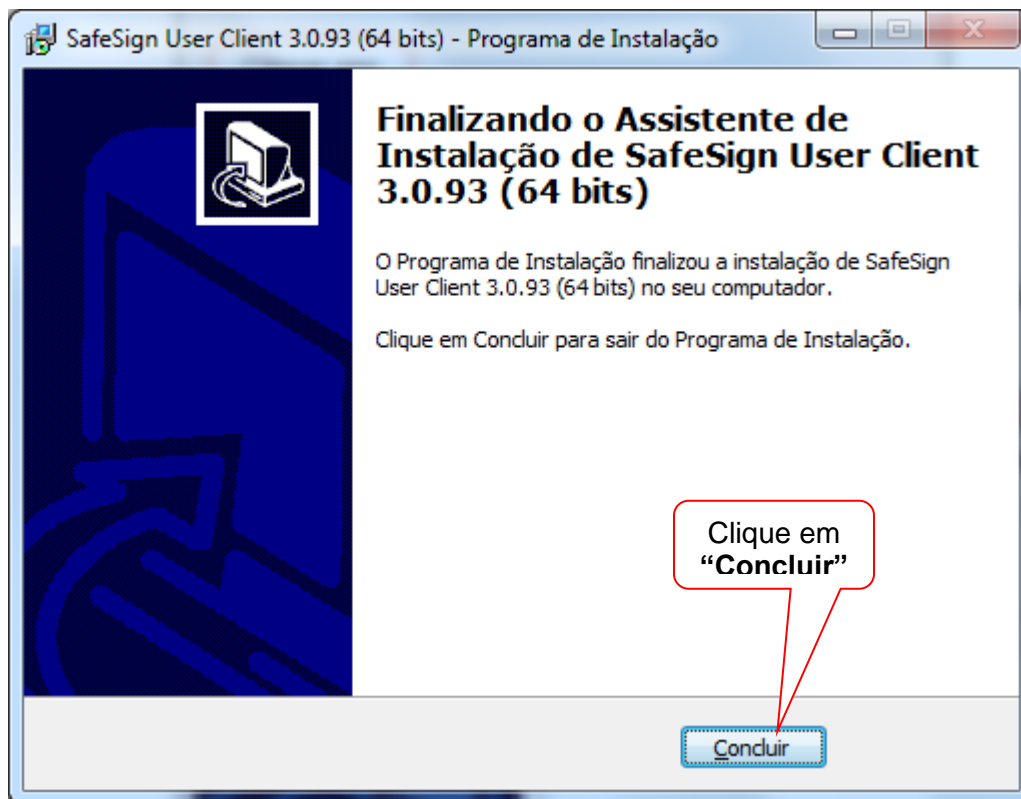 SafeSign User Client 3.0.93 (64 bits) - Programa de Instalação
Finalizando o Assistente de
Instalação de SafeSign User Client
3.0.93 (64 bits)
O Programa de Instalação finalizou a instalação de SafeSign
User Client 3.0.93 (64 bits) no seu computador.
Clique em Concluir para sair do Programa de Instalação.
Clique em
“Concluir”
Concluir